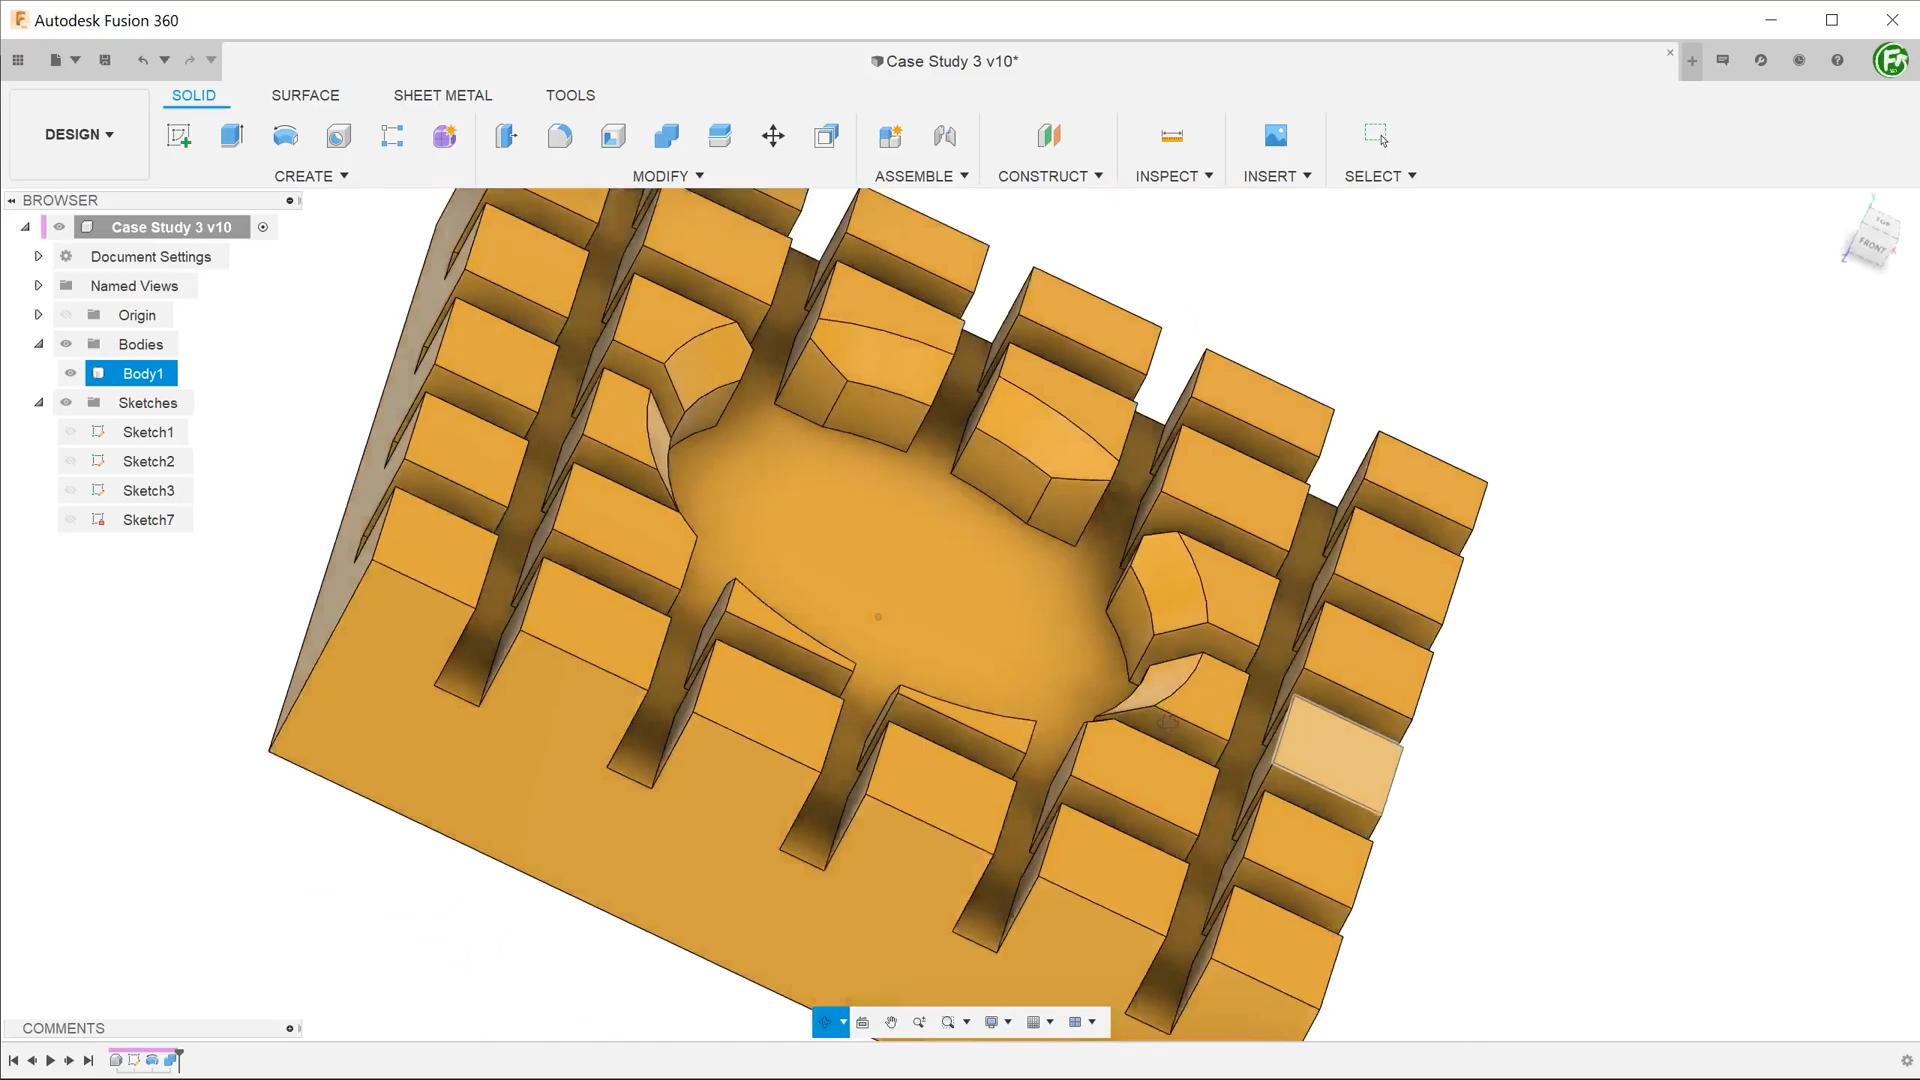 Autodesk Fusion 360
Case Study 3 v10*
SOLID SURFACE SHEET METAL TOOLS
DESIGN
CREATE MODIFY ASSEMBLE CONSTRUCT INSPECT INSERT SELECT
BROWSER
Case Study 3 v10
Document Settings
Named Views
Origin
Bodies
Body1
Sketches
Sketch1
Sketch2
Sketch3
Sketch7
TOP
FRONT
COMMENTS